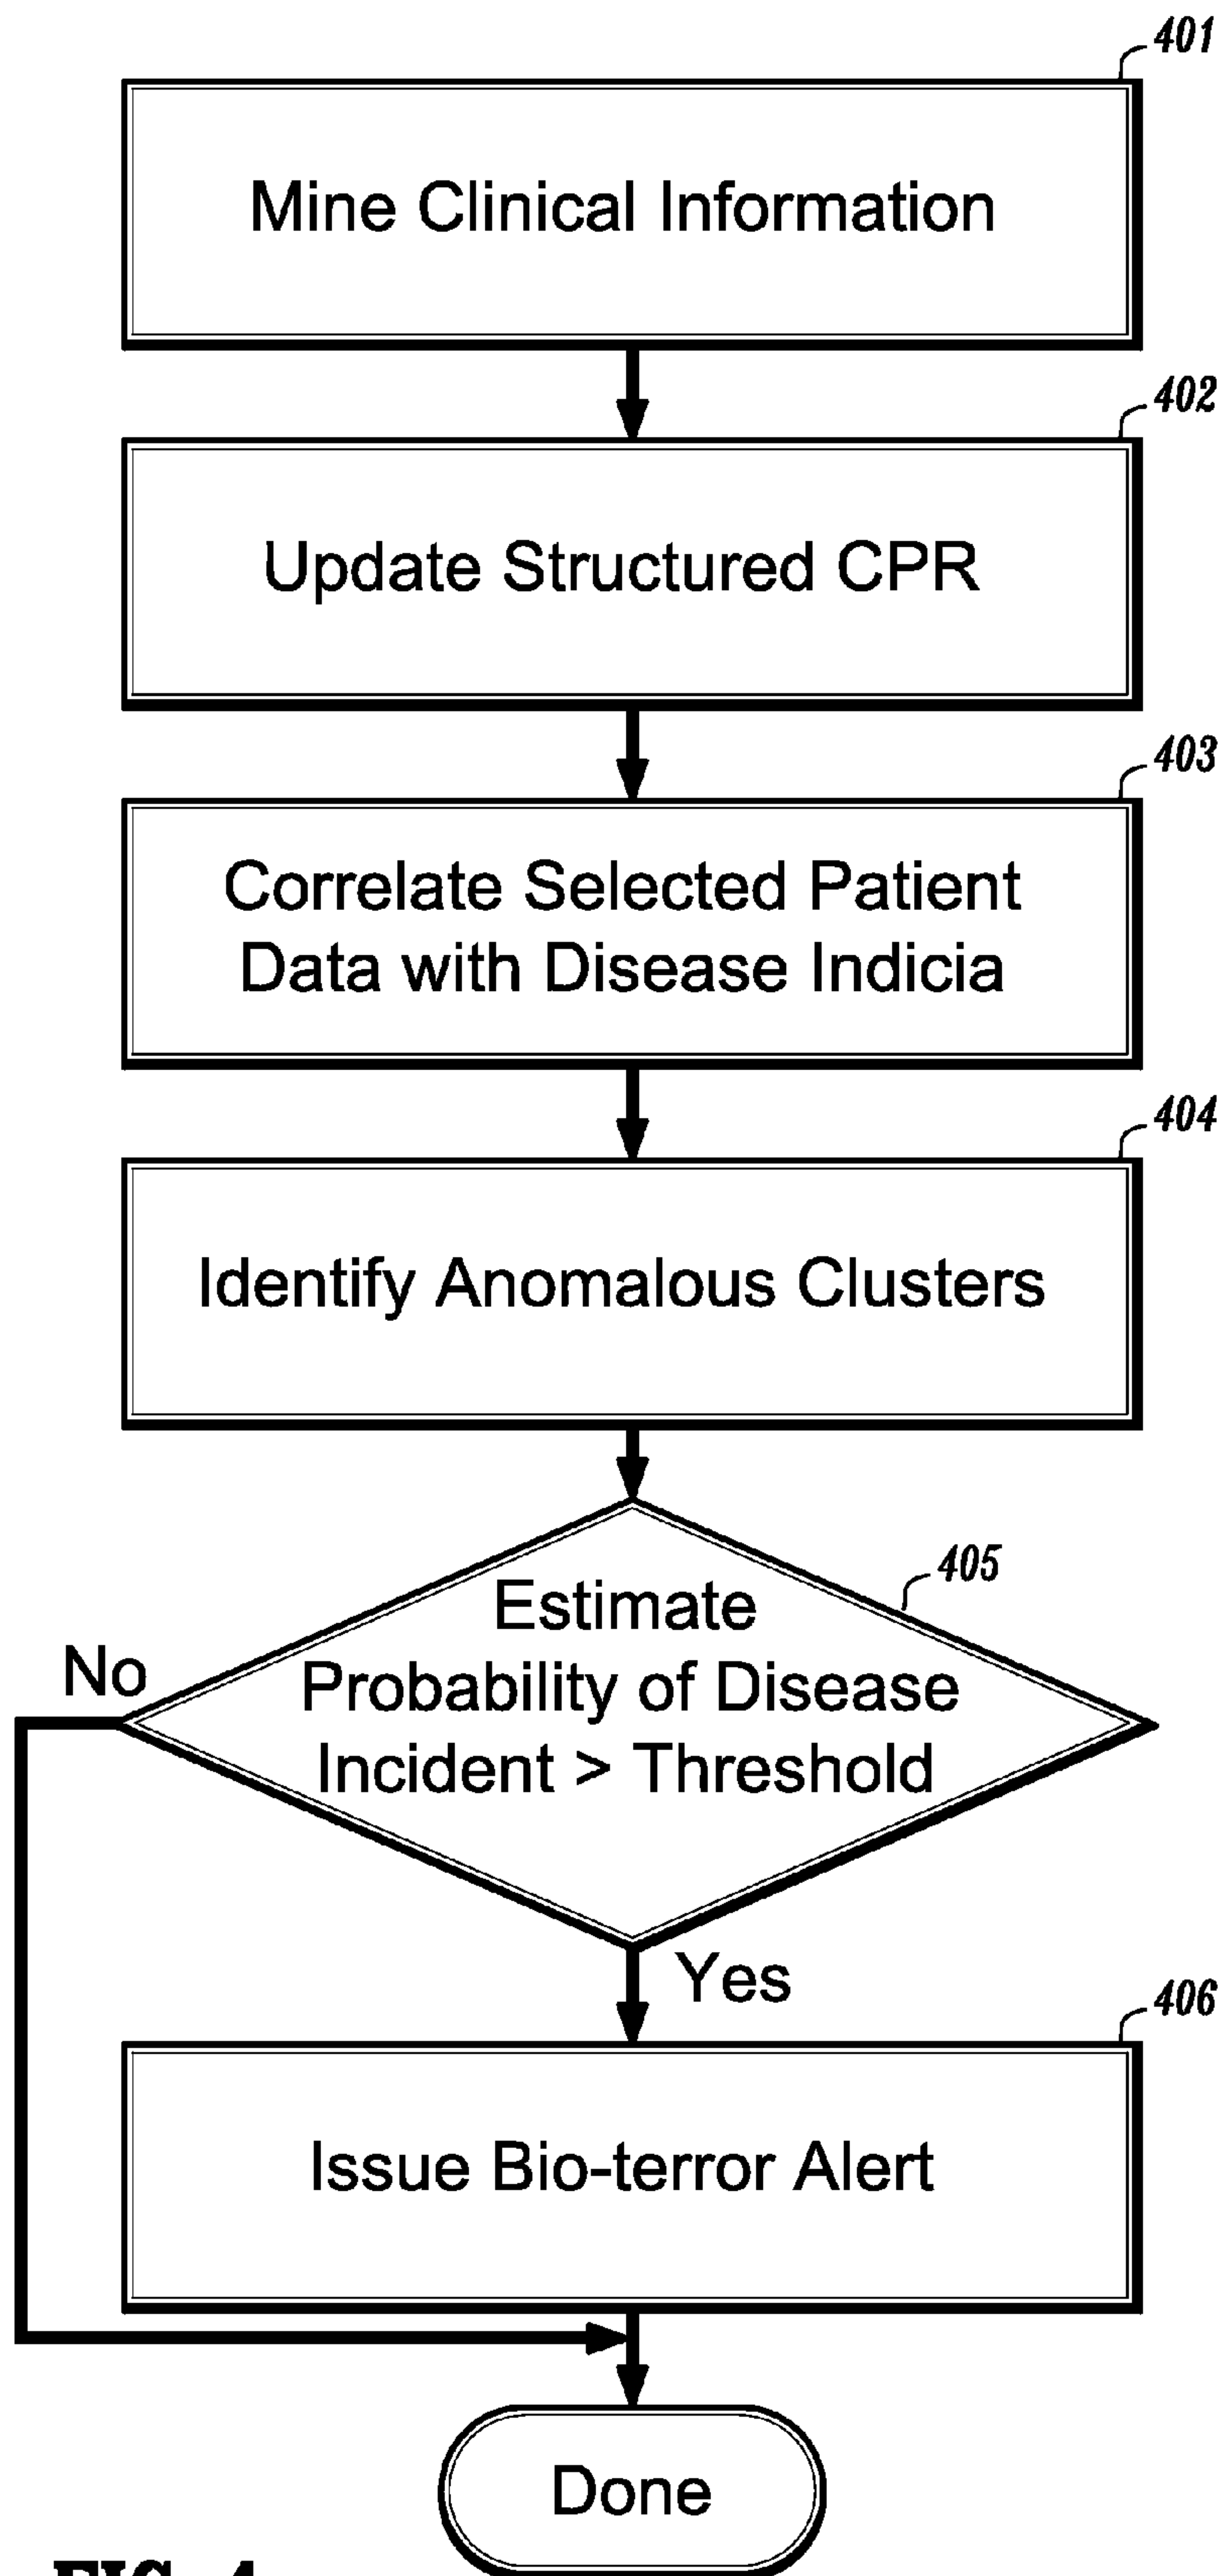 401
Mine Clinical Information
402
Update Structured CPR
403
Correlate Selected Patient
Data with Disease Indicia
404
Identify Anomalous Clusters
405
Estimate
Probability of Disease
Incident > Threshold
No
Yes
406
Issue Bio-terror Alert
Done